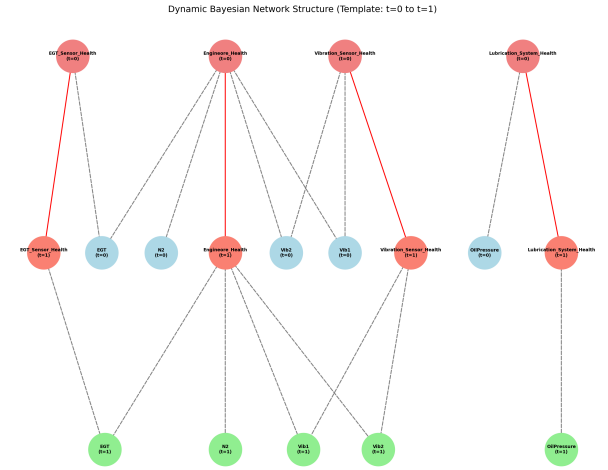 Dynamic Bayesian Network Structure (Template: t=0 to t=1)
EGT_Sensor_Health
(t=0)
Enginecore_Health
(t=0)
Vibration_Sensor_Health
(t=0)
Lubrication_System_Health
(t=0)
EGT_Sensor_Health
(t=1)
EGT
(t=0)
N2
(t=0)
Enginecore_Health
(t=1)
Vib2
(t=0)
Vib1
(t=0)
Vibration_Sensor_Health
(t=1)
OilPressure
(t=0)
Lubrication_System_Health
(t=1)
EGT
(t=1)
N2
(t=1)
Vib1
(t=1)
Vib2
(t=1)
OilPressure
(t=1)